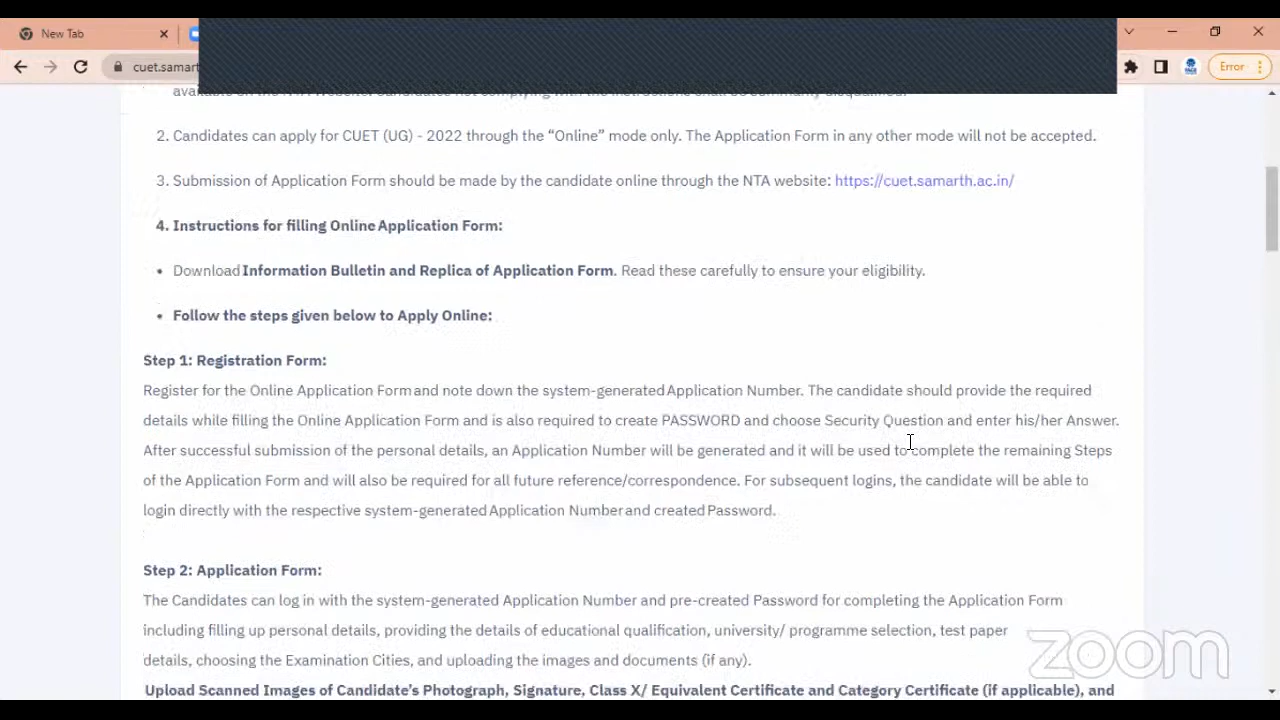 New Tab
cuet.samart
Error
2. Candidates can apply for CUET (UG) - 2022 through the “Online” mode only. The Application Form in any other mode will not be accepted.
3. Submission of Application Form should be made by the candidate online through the NTA website: https://cuet.samarth.ac.in/
4. Instructions for filling Online Application Form:
• Download Information Bulletin and Replica of Application Form. Read these carefully to ensure your eligibility.
• Follow the steps given below to Apply Online:
Step 1: Registration Form:
Register for the Online Application Form and note down the system-generated Application Number. The candidate should provide the required
details while filling the Online Application Form and is also required to create PASSWORD and choose Security Question and enter his/her Answer.
After successful submission of the personal details, an Application Number will be generated and it will be used to complete the remaining Steps
of the Application Form and will also be required for all future reference/correspondence. For subsequent logins, the candidate will be able to
login directly with the respective system-generated Application Number and created Password.
Step 2: Application Form:
The Candidates can log in with the system-generated Application Number and pre-created Password for completing the Application Form
including filling up personal details, providing the details of educational qualification, university/ programme selection, test paper
details, choosing the Examination Cities, and uploading the images and documents (if any).
zoom
Upload Scanned Images of Candidate’s Photograph, Signature, Class X/ Equivalent Certificate and Category Certificate (if applicable), and